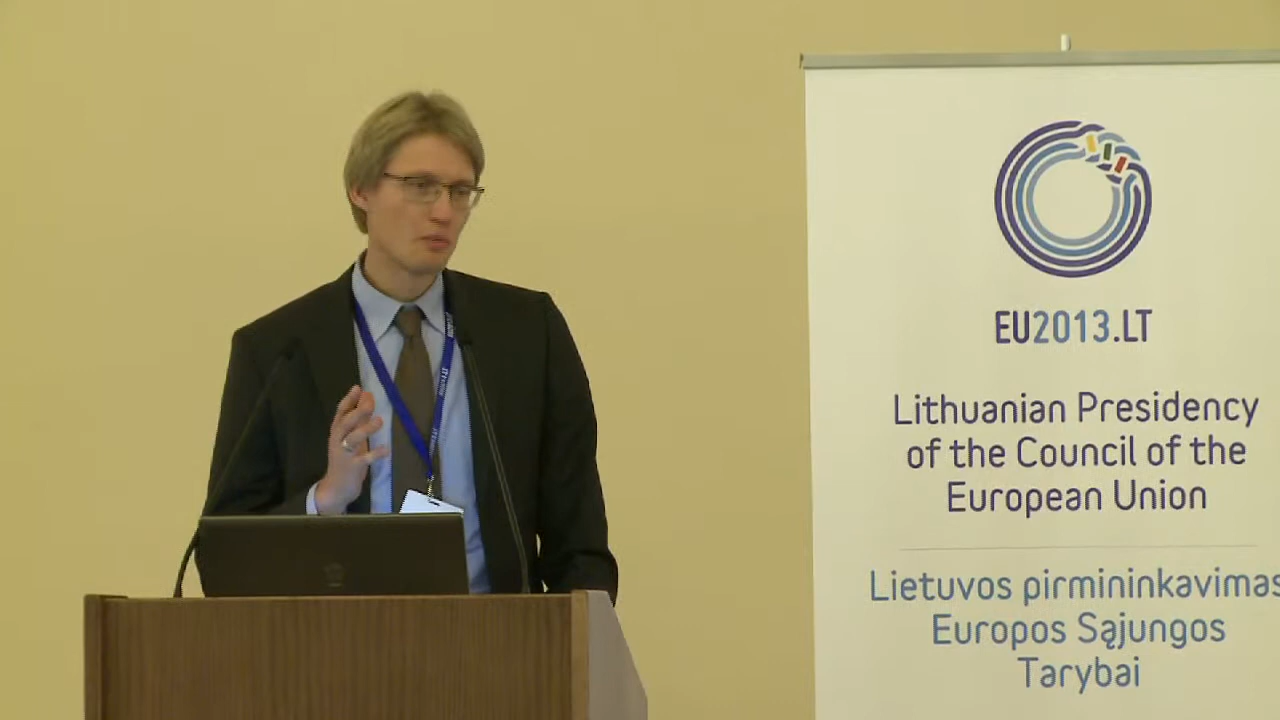 EU2013.LT
Lithuanian Presidency
of the Council of the
European Union
Lietuvos pirmininkavimas
Europos Sąjungos
Tarybai